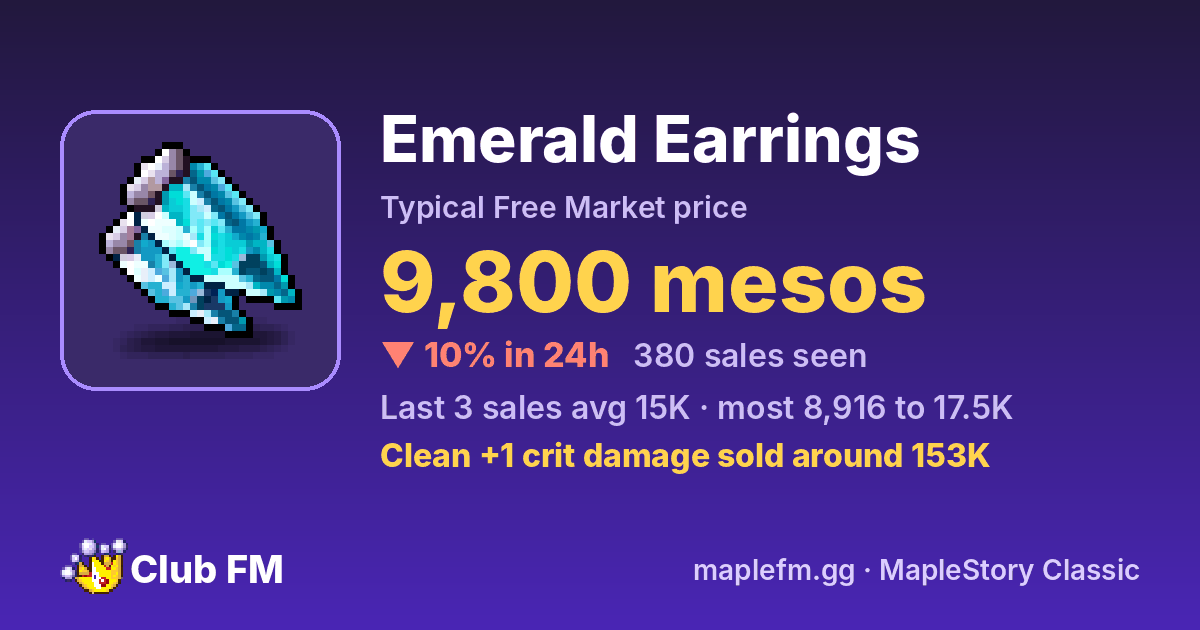 Emerald Earrings
Typical Free Market price
9,800 mesos
▼ 10% in 24h 380 sales seen
Last 3 sales avg 15K · most 8,916 to 17.5K
Clean +1 crit damage sold around 153K
Club FM
maplefm.gg · MapleStory Classic